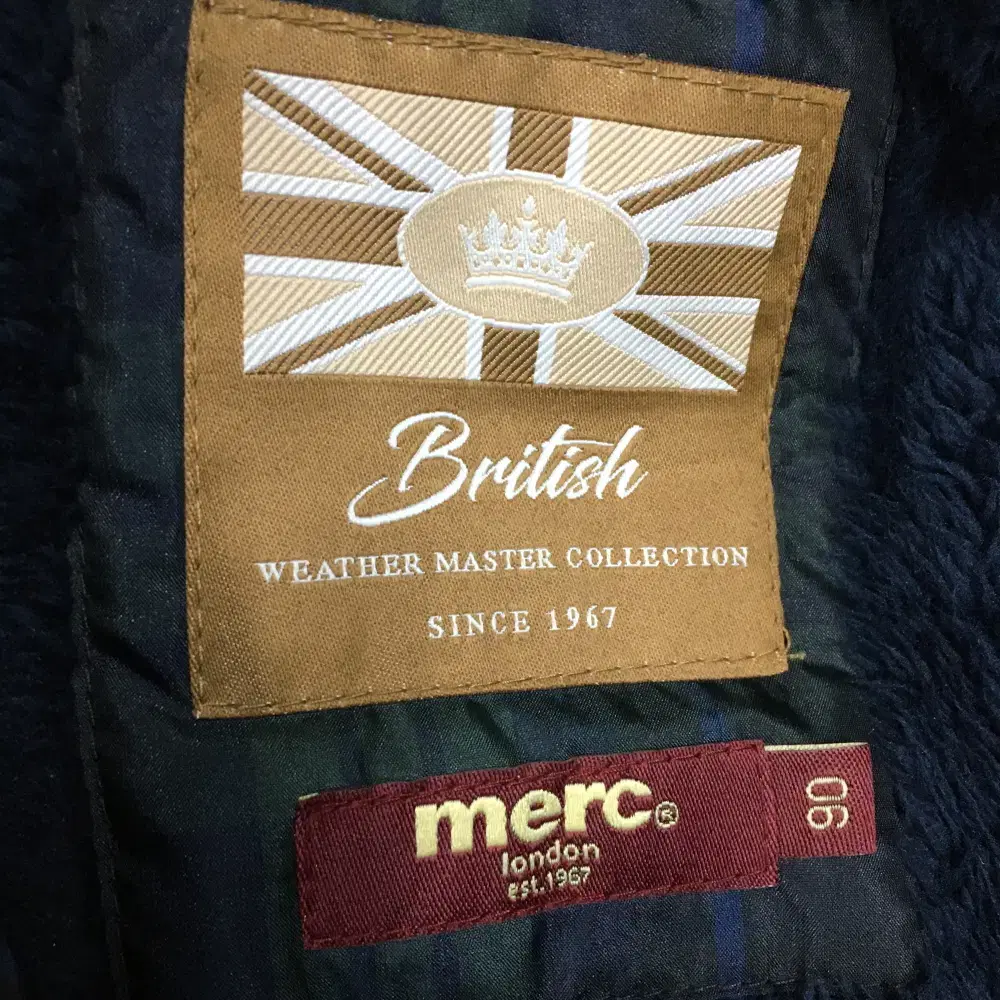 British
WEATHER MASTER COLLECTION
SINCE 1967
merc®
london
est.1967
90